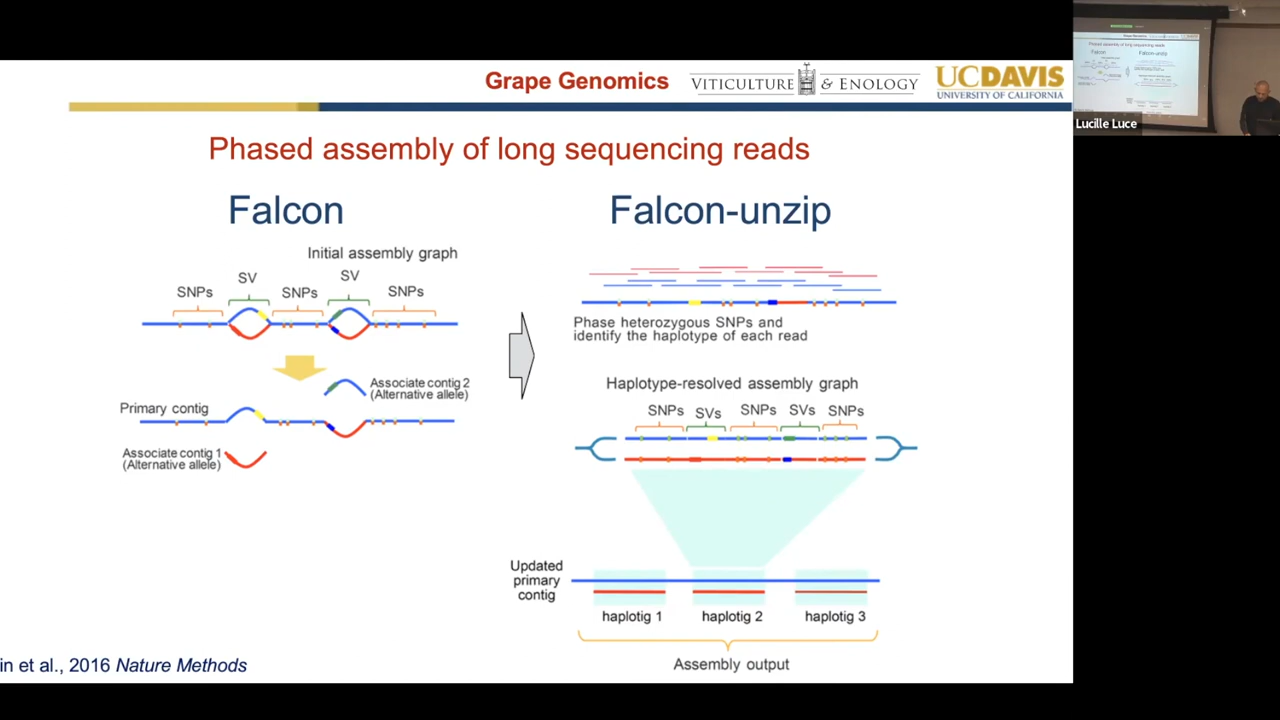 Grape Genomics
VITICULTURE & ENOLOGY
UCDAVIS
UNIVERSITY OF CALIFORNIA
Lucille Luce
Phased assembly of long sequencing reads
Falcon
Initial assembly graph
SV
SV
SNPs
SNPs
SNPs
Associate contig 2
(Alternative allele)
Primary contig
Associate contig 1
(Alternative allele)
Falcon-unzip
Phase heterozygous SNPs and
identify the haplotype of each read
Haplotype-resolved assembly graph
SNPs
SVs
SNPs
SVs
SNPs
Updated
primary
contig
haplotig 1
haplotig 2
haplotig 3
Assembly output
in et al., 2016 Nature Methods